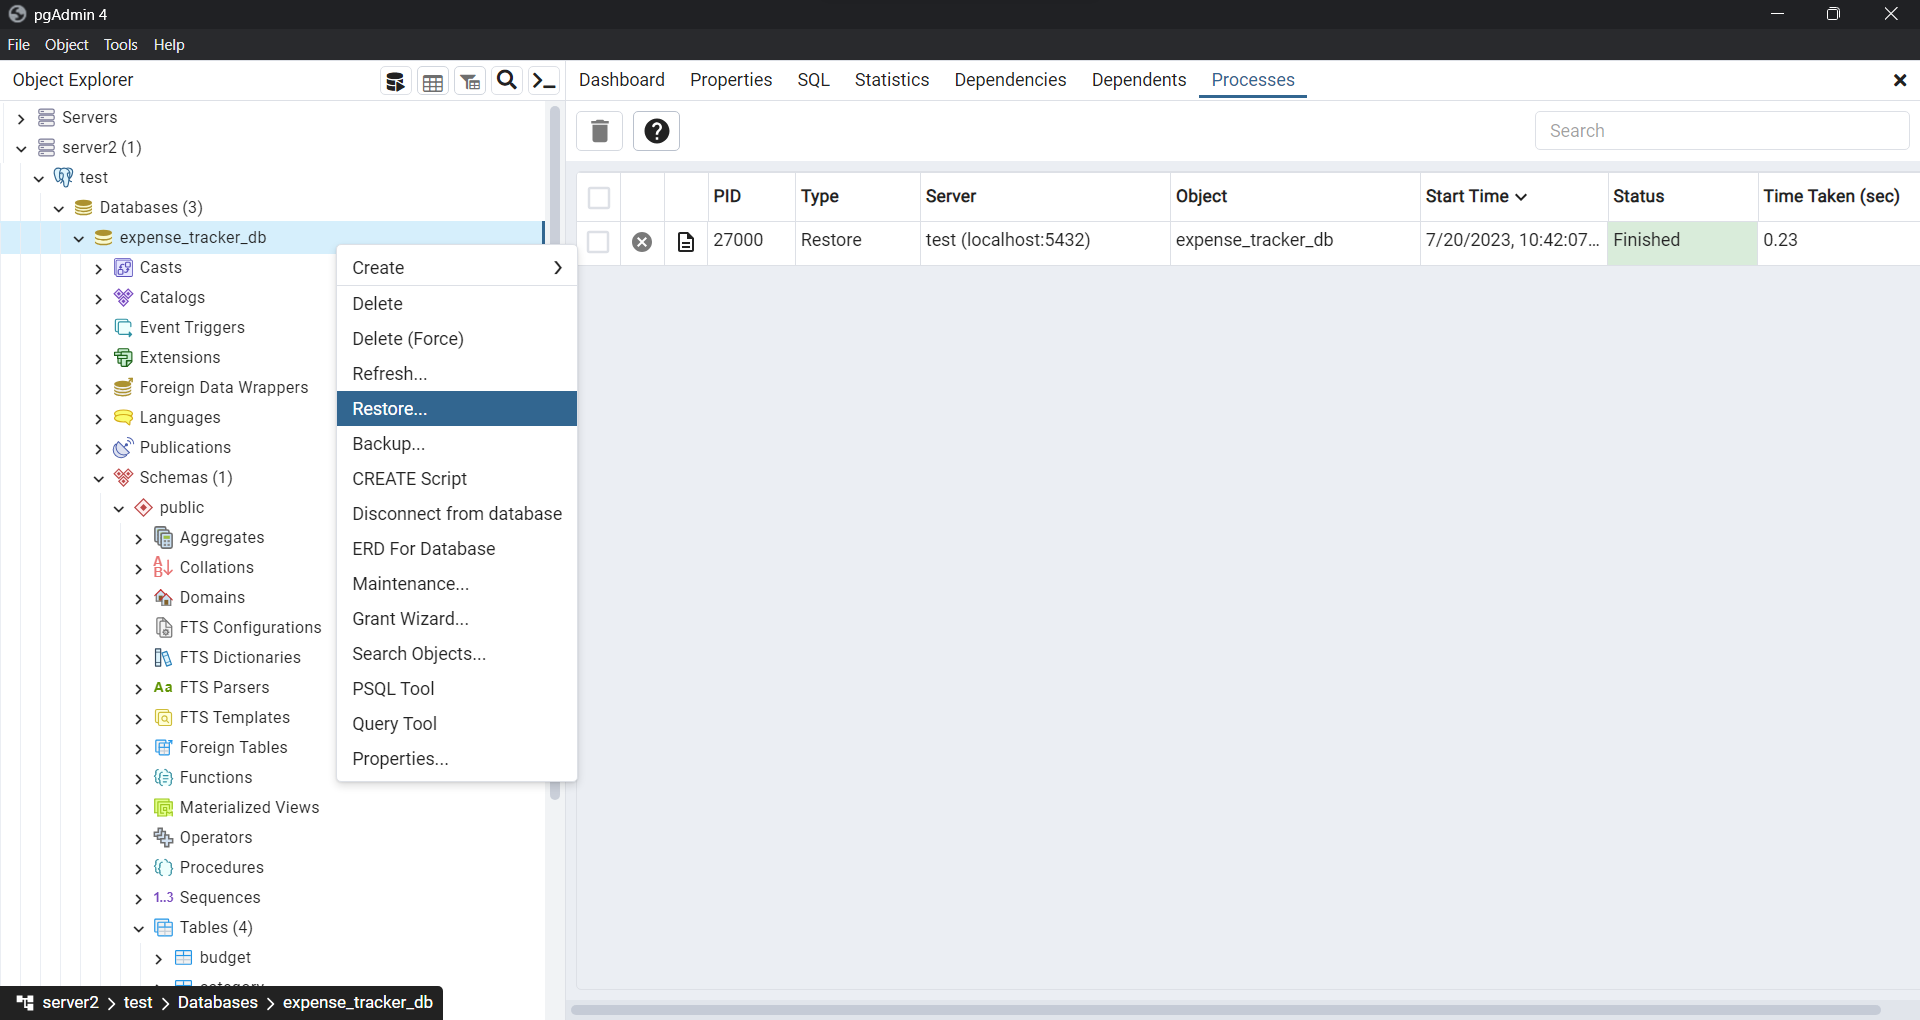 pgAdmin 4
File Object Tools Help
Object Explorer
Dashboard Properties SQL Statistics Dependencies Dependents Processes
Search
PID Type Server Object Start Time Status Time Taken (sec)
27000 Restore test (localhost:5432) expense_tracker_db 7/20/2023, 10:42:07... Finished 0.23
Servers
server2 (1)
test
Databases (3)
expense_tracker_db
Casts
Catalogs
Event Triggers
Extensions
Foreign Data Wrappers
Languages
Publications
Schemas (1)
public
Aggregates
Collations
Domains
FTS Configurations
FTS Dictionaries
Aa FTS Parsers
FTS Templates
Foreign Tables
Functions
Materialized Views
Operators
Procedures
1..3 Sequences
Tables (4)
budget
category
Create
Delete
Delete (Force)
Refresh...
Restore...
Backup...
CREATE Script
Disconnect from database
ERD For Database
Maintenance...
Grant Wizard...
Search Objects...
PSQL Tool
Query Tool
Properties...
server2 > test > Databases > expense_tracker_db